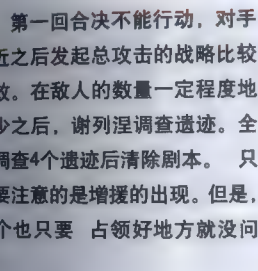 第一回合决不能行动，对手
近之后发起总攻击的战略比较
效。在敌人的数量一定程度地
少之后，谢列涅调查遗迹。全
调查4个遗迹后清除剧本。 只
要注意的是增援的出现。但是，
个也只要 占领好地方就没问